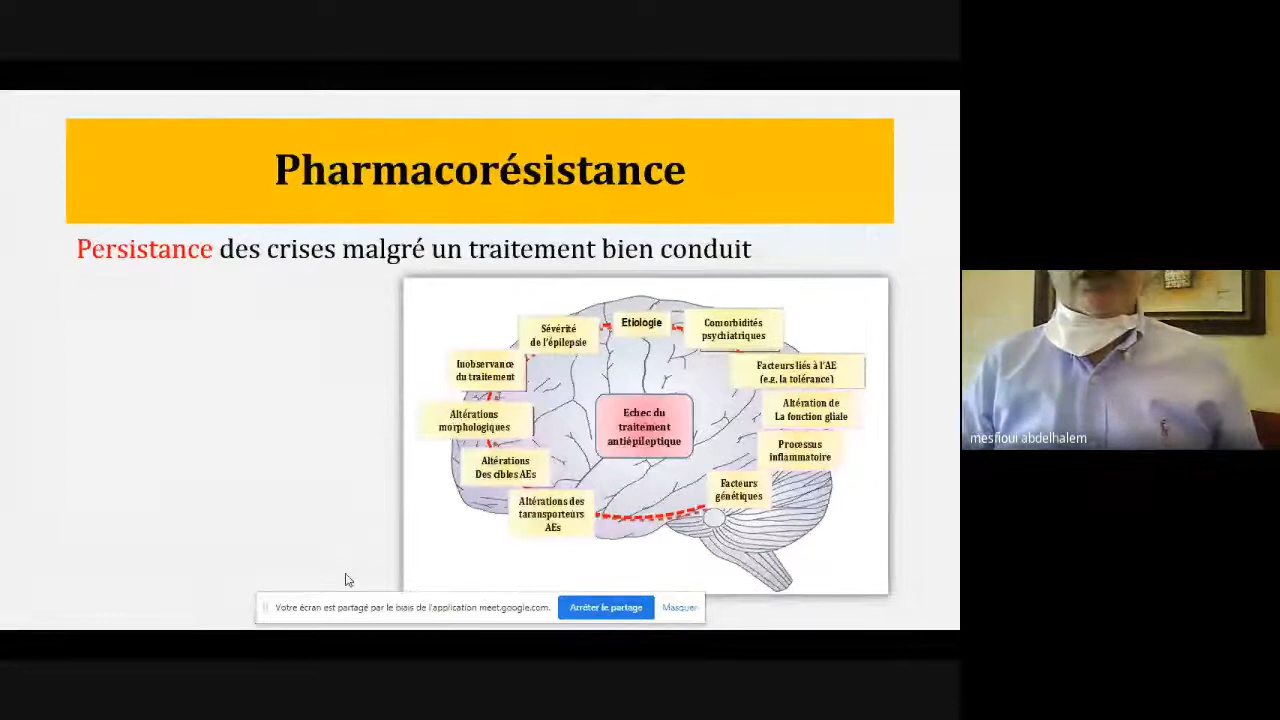 Pharmacorésistance
Persistance des crises malgré un traitement bien conduit
Sévérité
de l'épilepsie
Etiologie
Comorbidités
psychiatriques
Inobservance
du traitement
Facteurs liés à l'AE
(e.g. la tolérance)
Altérations
morphologiques
Echec du
traitement
antiépileptique
Altération de
La fonction gliale
Altérations
Des cibles AEs
Processus
inflammatoire
Altérations des
taransporteurs
AEs
Facteurs
génétiques
mesfioui abdelhalem
Votre écran est partagé par le biais de l'application meet.google.com.
Arrêter le partage
Masquer